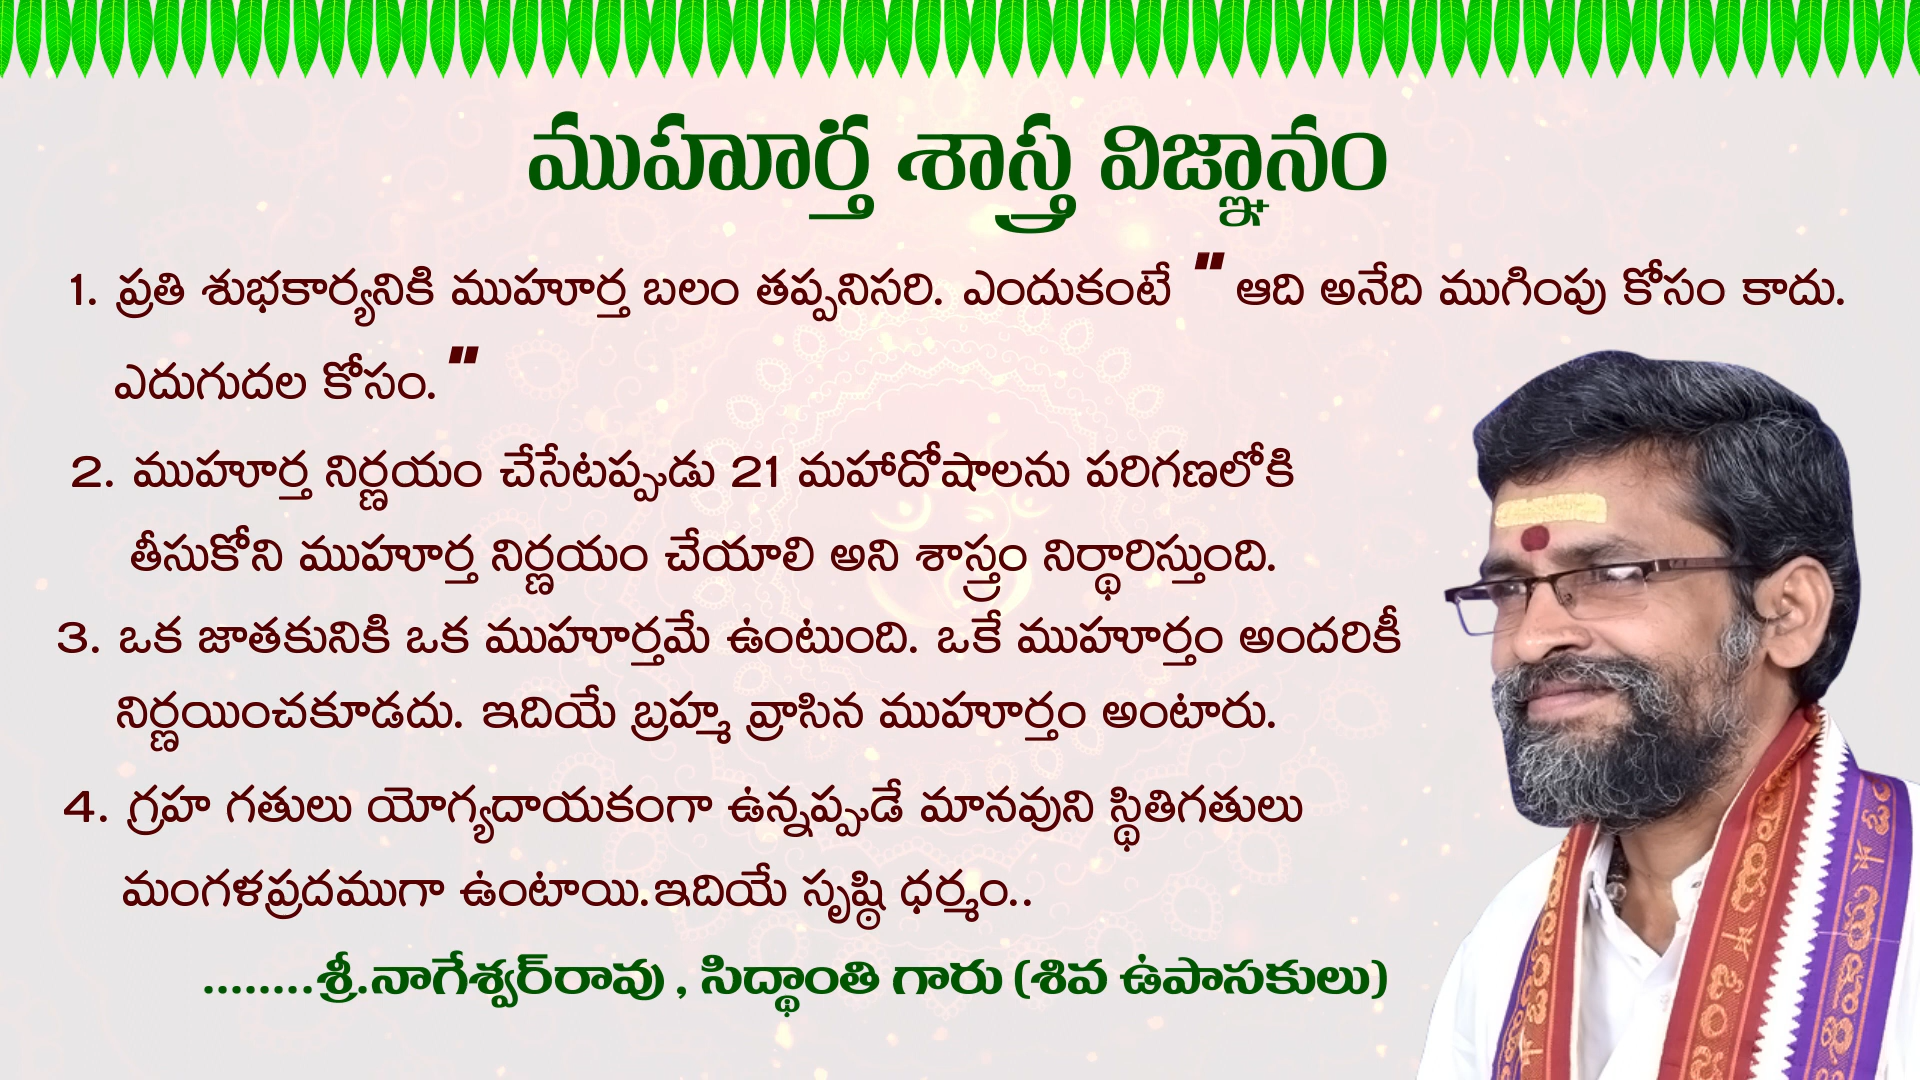 ముహూర్త శాస్త్ర విజ్ఞానం
1. ప్రతి శుభకార్యనికి ముహూర్త బలం తప్పనిసరి. ఎందుకంటే " ఆది అనేది ముగింపు కోసం కాదు.
ఎదుగుదల కోసం. "
2. ముహూర్త నిర్ణయం చేసేటప్పుడు 21 మహాదోషాలను పరిగణలోకి
తీసుకోని ముహూర్త నిర్ణయం చేయాలి అని శాస్త్రం నిర్థారిస్తుంది.
3. ఒక జాతకునికి ఒక ముహూర్తమే ఉంటుంది. ఒకే ముహూర్తం అందరికీ
నిర్ణయించకూడదు. ఇదియే బ్రహ్మ వ్రాసిన ముహూర్తం అంటారు.
4. గ్రహ గతులు యోగ్యదాయకంగా ఉన్నప్పుడే మానవుని స్థితిగతులు
మంగళప్రదముగా ఉంటాయి.ఇదియే సృష్ఠి ధర్మం..
........శ్రీ.నాగేశ్వర్‌రావు , సిద్ధాంతి గారు (శివ ఉపాసకులు)